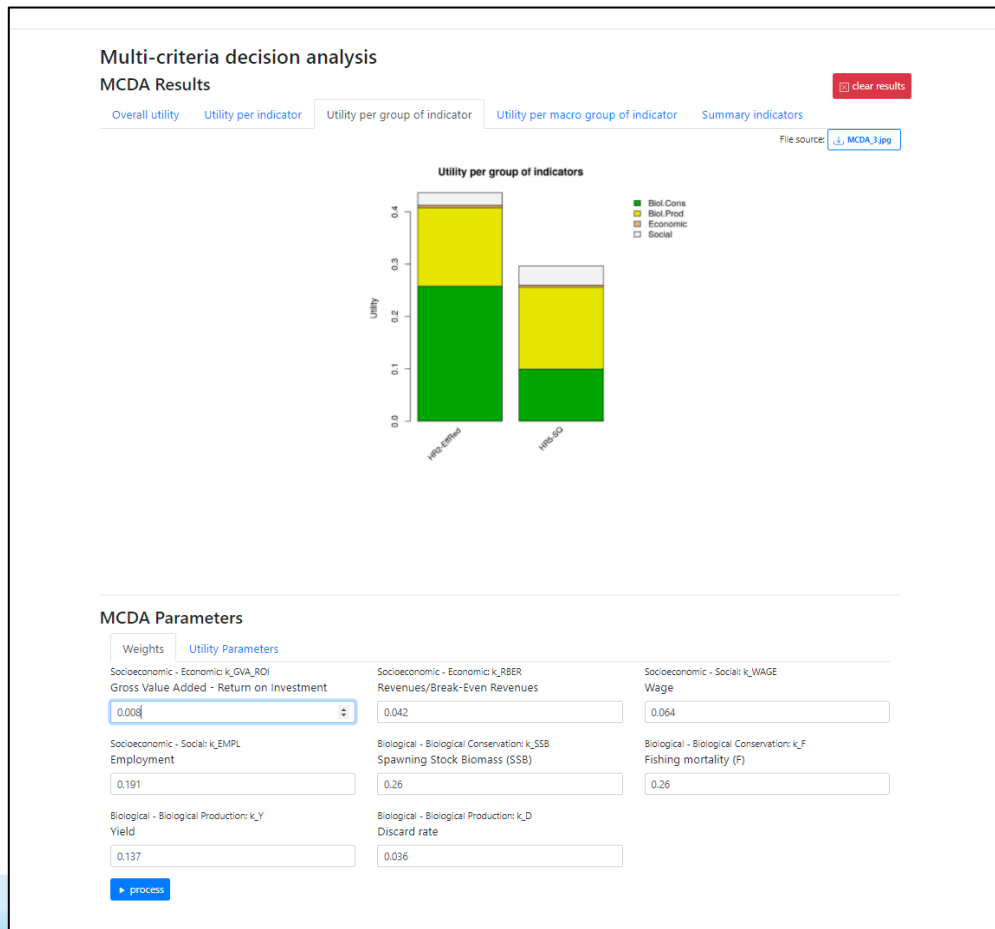 Multi-criteria decision analysis
MCDA Results
clear results
Overall utility Utility per indicator Utility per group of indicator Utility per macro group of indicator Summary indicators
File source: MCDA_3.jpg
Utility per group of indicators
Biol.Cons
Biol.Prod
Economic
Social
Utility
0.4
0.3
0.2
0.1
0.0
HR2-EffRed
HR5-SQ
MCDA Parameters
Weights Utility Parameters
Socioeconomic - Economic: k_GVA_ROI Socioeconomic - Economic: k_RBER Socioeconomic - Social: k_WAGE
Gross Value Added - Return on Investment Revenues/Break-Even Revenues Wage
0.008 0.042 0.064
Socioeconomic - Social: k_EMPL Biological - Biological Conservation: k_SSB Biological - Biological Conservation: k_F
Employment Spawning Stock Biomass (SSB) Fishing mortality (F)
0.191 0.26 0.26
Biological - Biological Production: k_Y Biological - Biological Production: k_D
Yield Discard rate
0.137 0.036
process